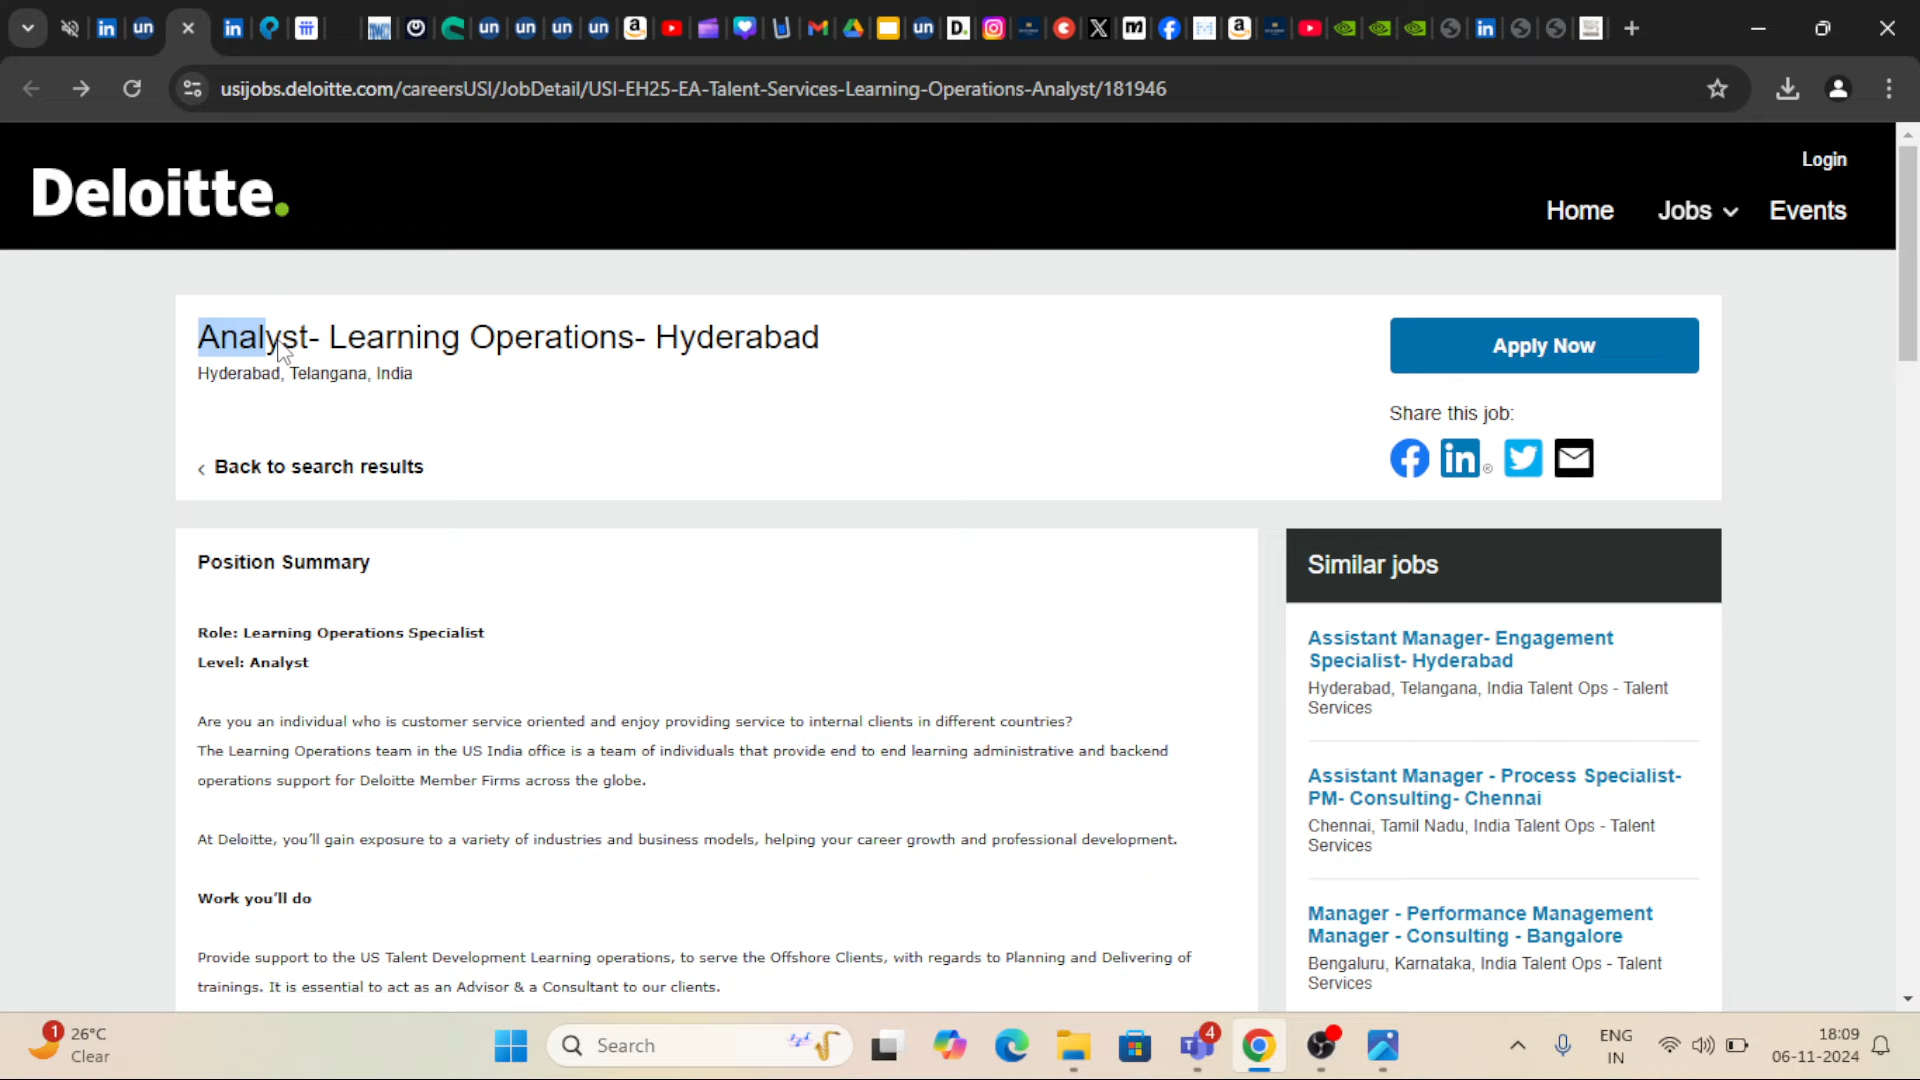 usijobs.deloitte.com/careersUSI/JobDetail/USI-EH25-EA-Talent-Services-Learning-Operations-Analyst/181946
Login
Deloitte.
Home Jobs Events
Analyst- Learning Operations- Hyderabad
Hyderabad, Telangana, India
Apply Now
Share this job:
Back to search results
Position Summary
Similar jobs
Role: Learning Operations Specialist
Level: Analyst
Are you an individual who is customer service oriented and enjoy providing service to internal clients in different countries?
The Learning Operations team in the US India office is a team of individuals that provide end to end learning administrative and backend
operations support for Deloitte Member Firms across the globe.
At Deloitte, you'll gain exposure to a variety of industries and business models, helping your career growth and professional development.
Work you'll do
Provide support to the US Talent Development Learning operations, to serve the Offshore Clients, with regards to Planning and Delivering of
trainings. It is essential to act as an Advisor & a Consultant to our clients.
Assistant Manager- Engagement
Specialist- Hyderabad
Hyderabad, Telangana, India Talent Ops - Talent
Services
Assistant Manager - Process Specialist-
PM- Consulting- Chennai
Chennai, Tamil Nadu, India Talent Ops - Talent
Services
Manager - Performance Management
Manager - Consulting - Bangalore
Bengaluru, Karnataka, India Talent Ops - Talent
Services
1
26°C
Clear
Search
4
ENG
IN
18:09
06-11-2024